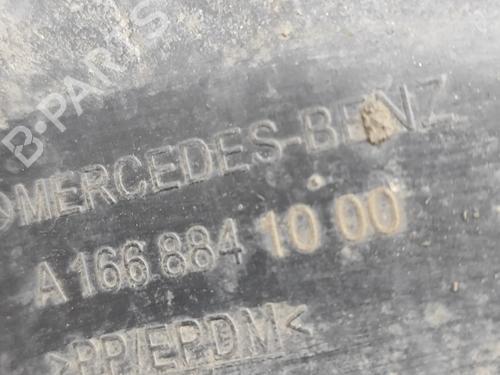 B-PARTS
MERCEDES-BENZ
A 166 884 10 00
>PP/EPDM<